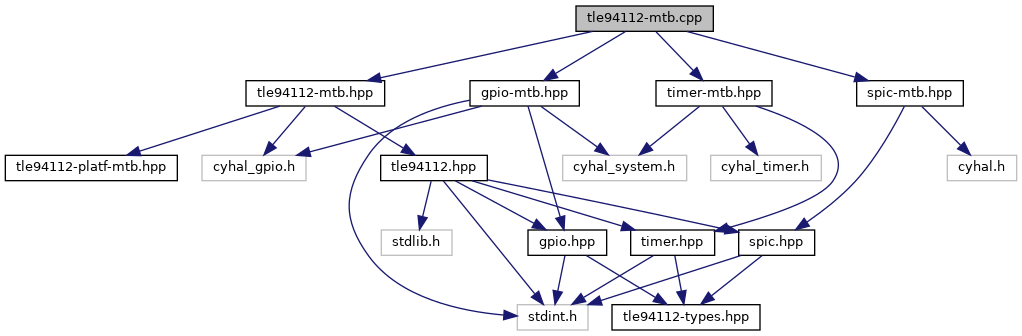 tle94112-mtb.cpp
tle94112-mtb.hpp
gpio-mtb.hpp
timer-mtb.hpp
spic-mtb.hpp
tle94112-platf-mtb.hpp
cyhal_gpio.h
tle94112.hpp
cyhal_system.h
cyhal_timer.h
cyhal.h
stdlib.h
gpio.hpp
timer.hpp
spic.hpp
stdint.h
tle94112-types.hpp